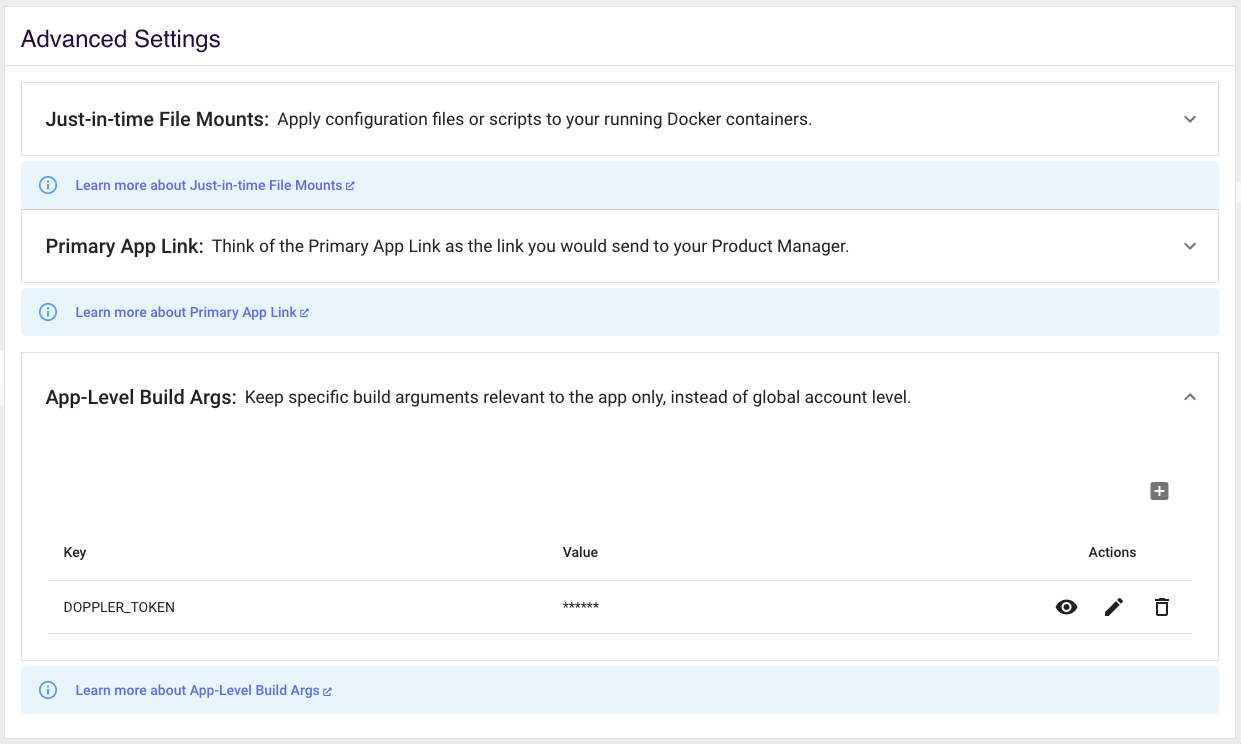 Advanced Settings
Just-in-time File Mounts: Apply configuration files or scripts to your running Docker containers.
Learn more about Just-in-time File Mounts
Primary App Link: Think of the Primary App Link as the link you would send to your Product Manager.
Learn more about Primary App Link
App-Level Build Args: Keep specific build arguments relevant to the app only, instead of global account level.
Key Value Actions
DOPPLER_TOKEN ******
Learn more about App-Level Build Args